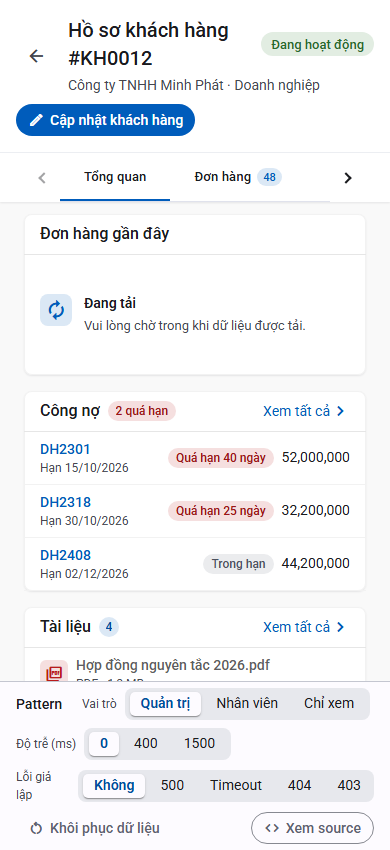 Hồ sơ khách hàng
#KH0012
Đang hoạt động
Công ty TNHH Minh Phát · Doanh nghiệp
Cập nhật khách hàng
Tổng quan
Đơn hàng 48
Đơn hàng gần đây
Đang tải
Vui lòng chờ trong khi dữ liệu được tải.
Công nợ 2 quá hạn Xem tất cả
DH2301
Hạn 15/10/2026
Quá hạn 40 ngày 52,000,000
DH2318
Hạn 30/10/2026
Quá hạn 25 ngày 32,200,000
DH2408
Hạn 02/12/2026
Trong hạn 44,200,000
Tài liệu 4 Xem tất cả
PDF
Hợp đồng nguyên tắc 2026.pdf
Pattern Vai trò Quản trị Nhân viên Chỉ xem
Độ trễ (ms) 0 400 1500
Lỗi giả
lập
Không 500 Timeout 404 403
Khôi phục dữ liệu Xem source